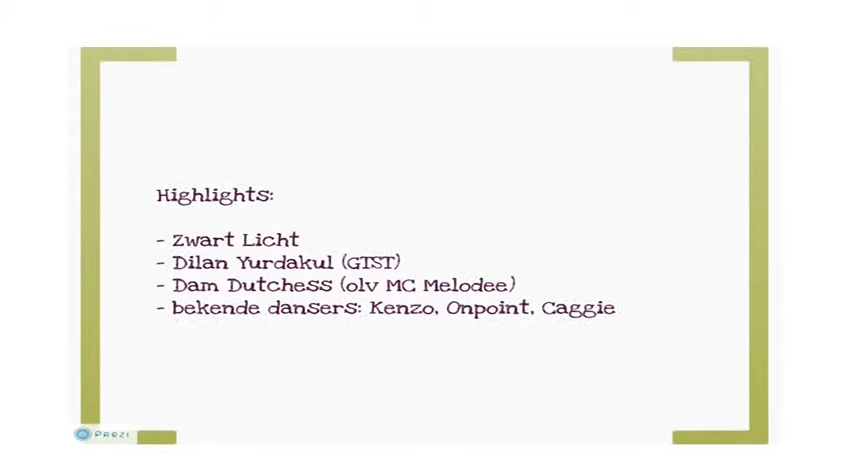 Highlights:
- Zwart Licht
- Dilan Yurdakul (GTST)
- Dam Dutchess (olv MC Melodee)
- bekende dansers: Kenzo, Onpoint, Caggie
Prezi